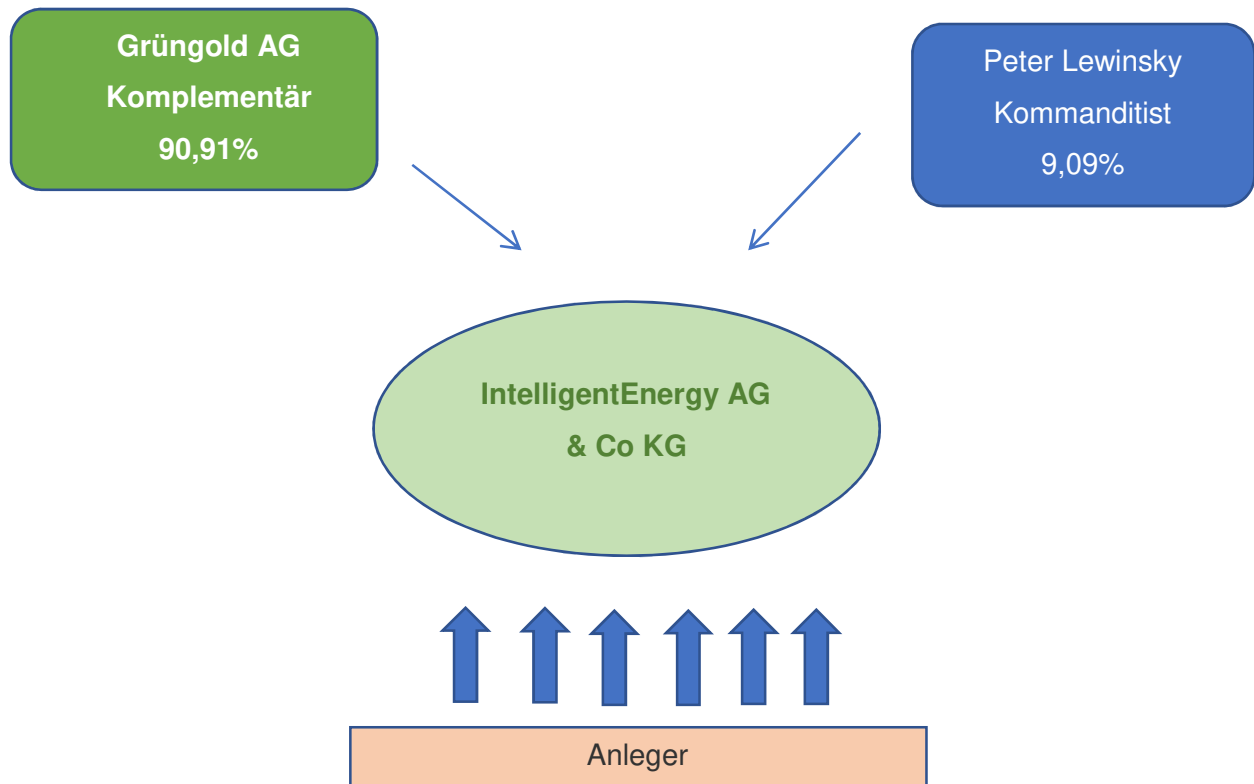 Grüngold AG
Komplementär
90,91%
Peter Lewinsky
Kommanditist
9,09%
IntelligentEnergy AG
& Co KG
Anleger